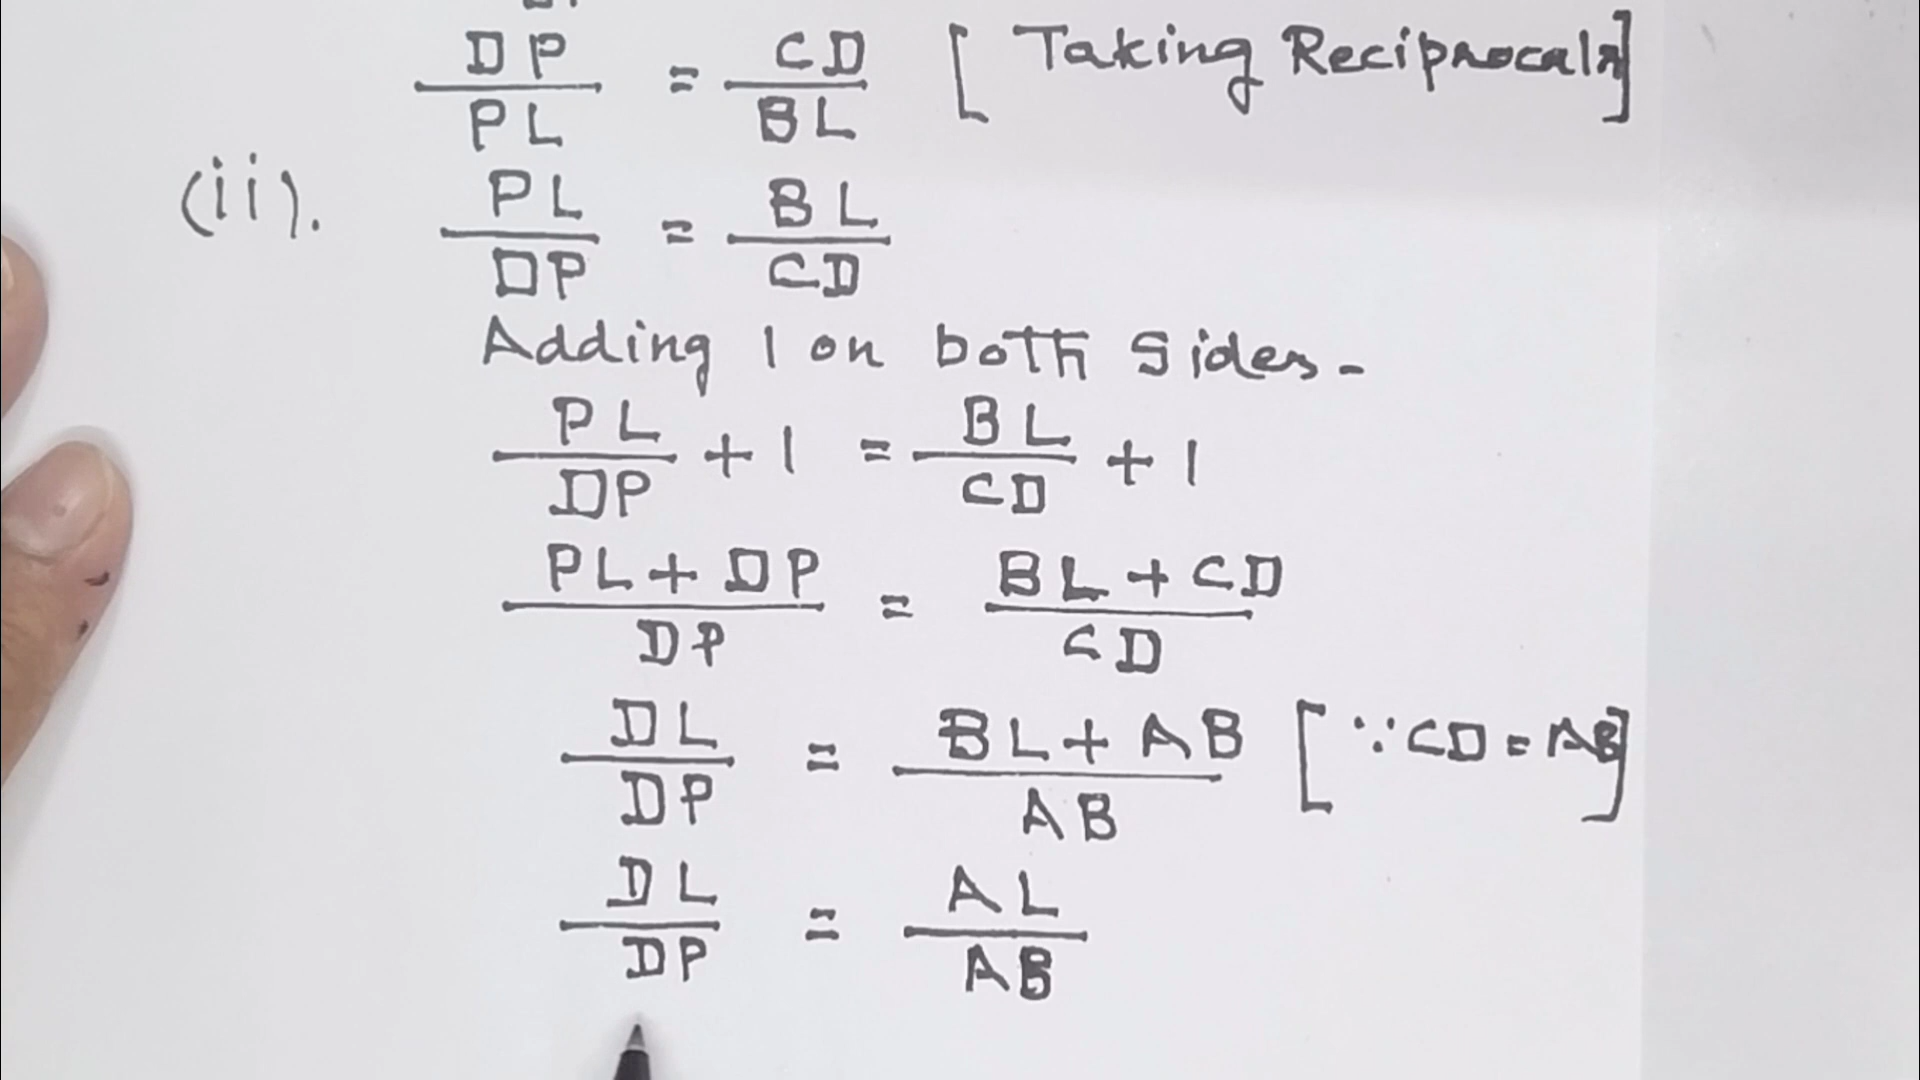 DP/PL = CD/BL [Taking Reciprocals]
(ii). PL/DP = BL/CD
Adding 1 on both sides-
PL/DP + 1 = BL/CD + 1
PL + DP/DP = BL + CD/CD
DL/DP = BL + AB/AB [∵ CD = AB]
DL/DP = AL/AB